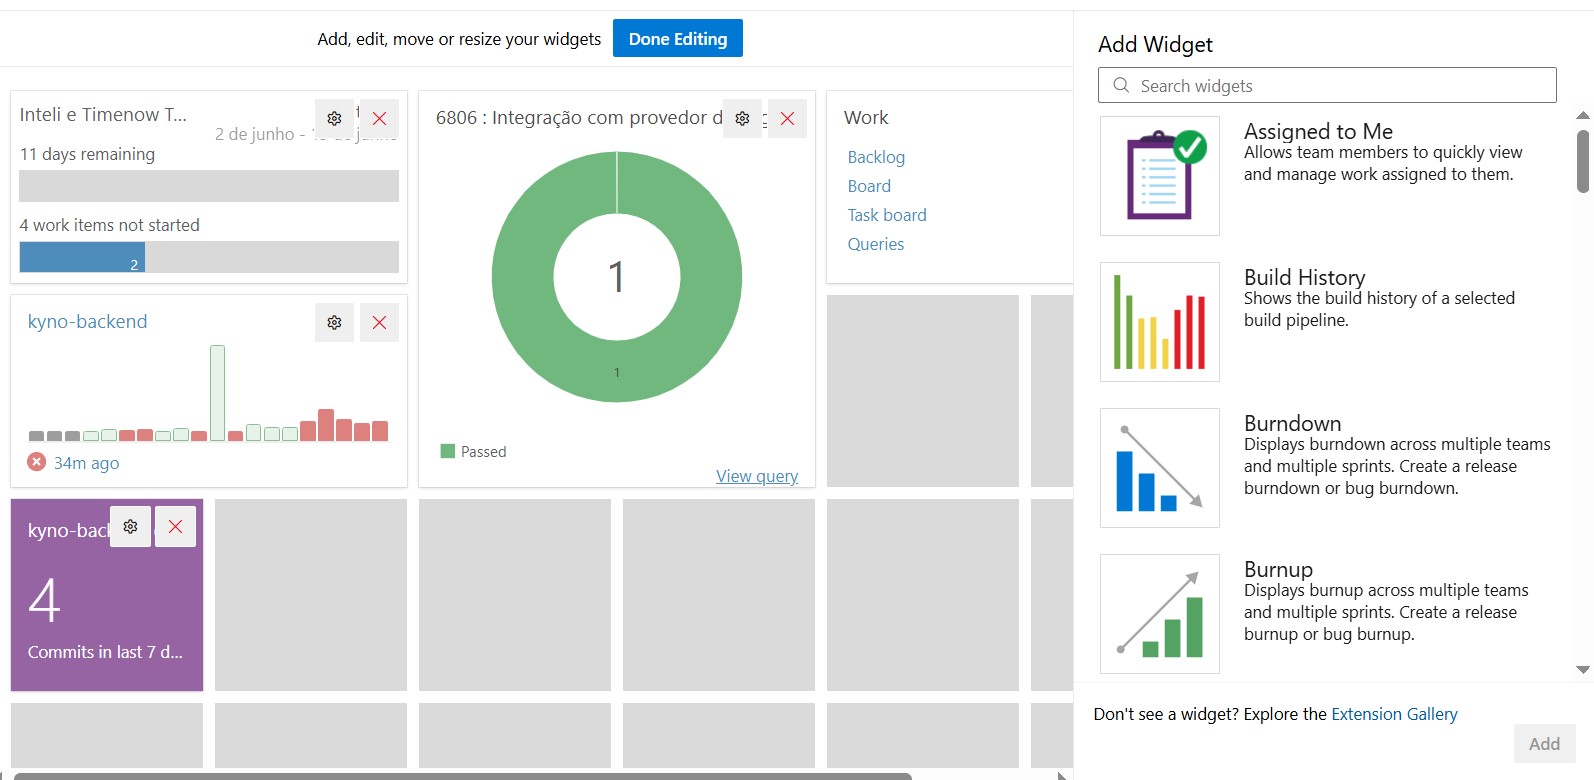 Add, edit, move or resize your widgets
Done Editing
Inteli e Timenow T...
2 de junho -
11 days remaining
4 work items not started
2
kyno-backend
34m ago
kyno-back
4
Commits in last 7 d...
6806 : Integração com provedor d
1
1
Passed
View query
Work
Backlog
Board
Task board
Queries
Add Widget
Search widgets
Assigned to Me
Allows team members to quickly view
and manage work assigned to them.
Build History
Shows the build history of a selected
build pipeline.
Burndown
Displays burndown across multiple teams
and multiple sprints. Create a release
burndown or bug burndown.
Burnup
Displays burnup across multiple teams
and multiple sprints. Create a release
burnup or bug burnup.
Don't see a widget? Explore the Extension Gallery
Add